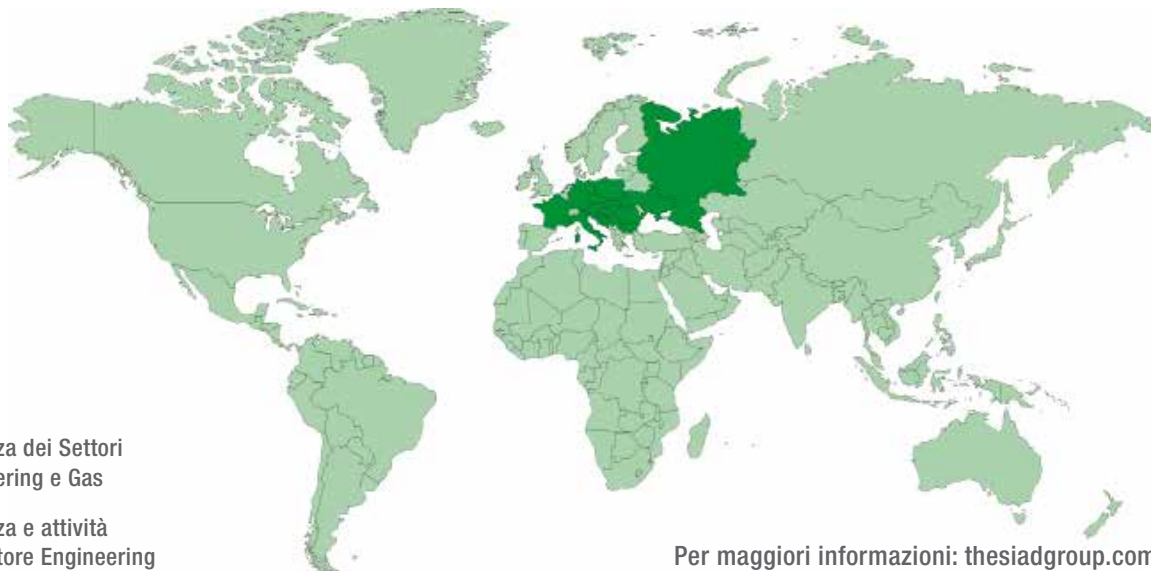 za dei Settori
ering e Gas
za e attività
tore Engineering
Per maggiori informazioni: thesiadgroup.com